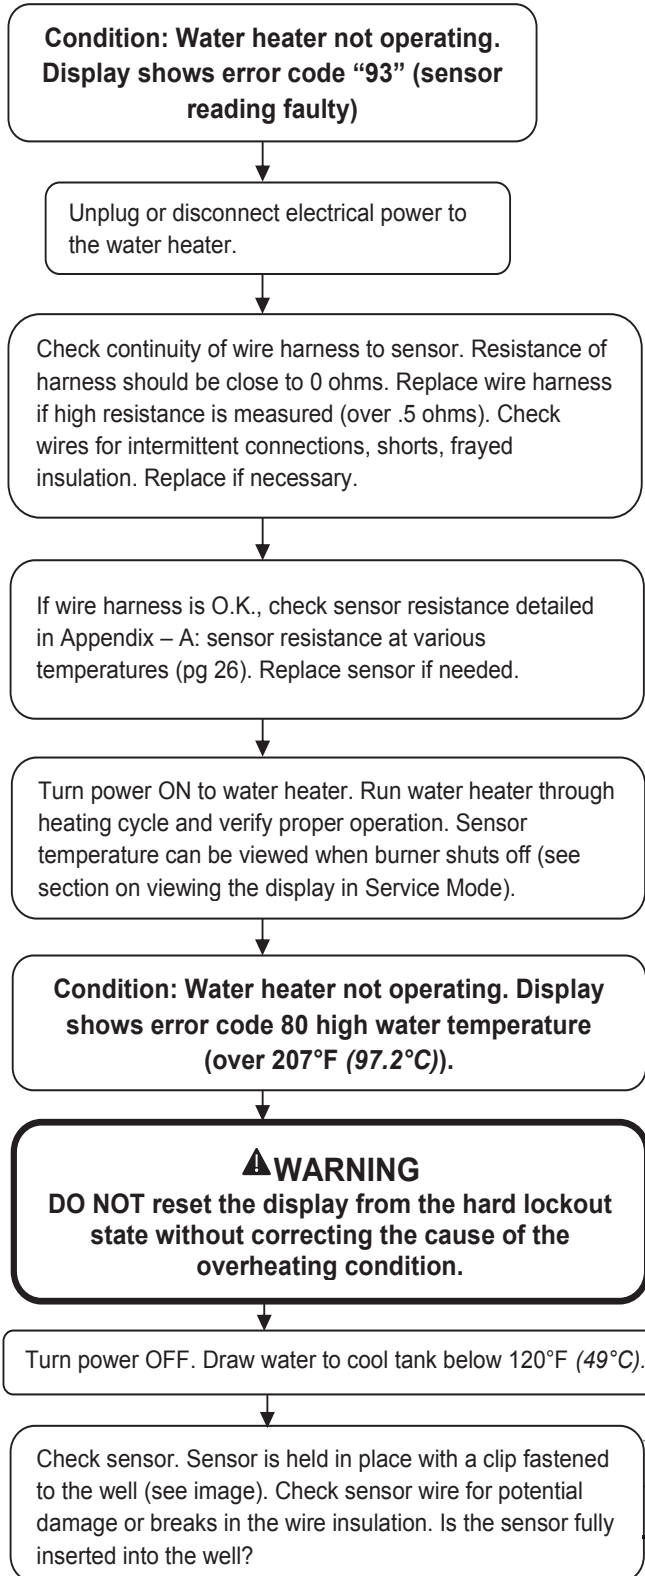 Condition: Water heater not operating.
Display shows error code “93” (sensor
reading faulty)
Unplug or disconnect electrical power to
the water heater.
Check continuity of wire harness to sensor. Resistance of
harness should be close to 0 ohms. Replace wire harness
if high resistance is measured (over .5 ohms). Check
wires for intermittent connections, shorts, frayed
insulation. Replace if necessary.
If wire harness is O.K., check sensor resistance detailed
in Appendix – A: sensor resistance at various
temperatures (pg 26). Replace sensor if needed.
Turn power ON to water heater. Run water heater through
heating cycle and verify proper operation. Sensor
temperature can be viewed when burner shuts off (see
section on viewing the display in Service Mode).
Condition: Water heater not operating. Display
shows error code 80 high water temperature
(over 207°F (97.2°C)).
WARNING
DO NOT reset the display from the hard lockout
state without correcting the cause of the
overheating condition.
Turn power OFF. Draw water to cool tank below 120°F (49°C).
Check sensor. Sensor is held in place with a clip fastened
to the well (see image). Check sensor wire for potential
damage or breaks in the wire insulation. Is the sensor fully
inserted into the well?